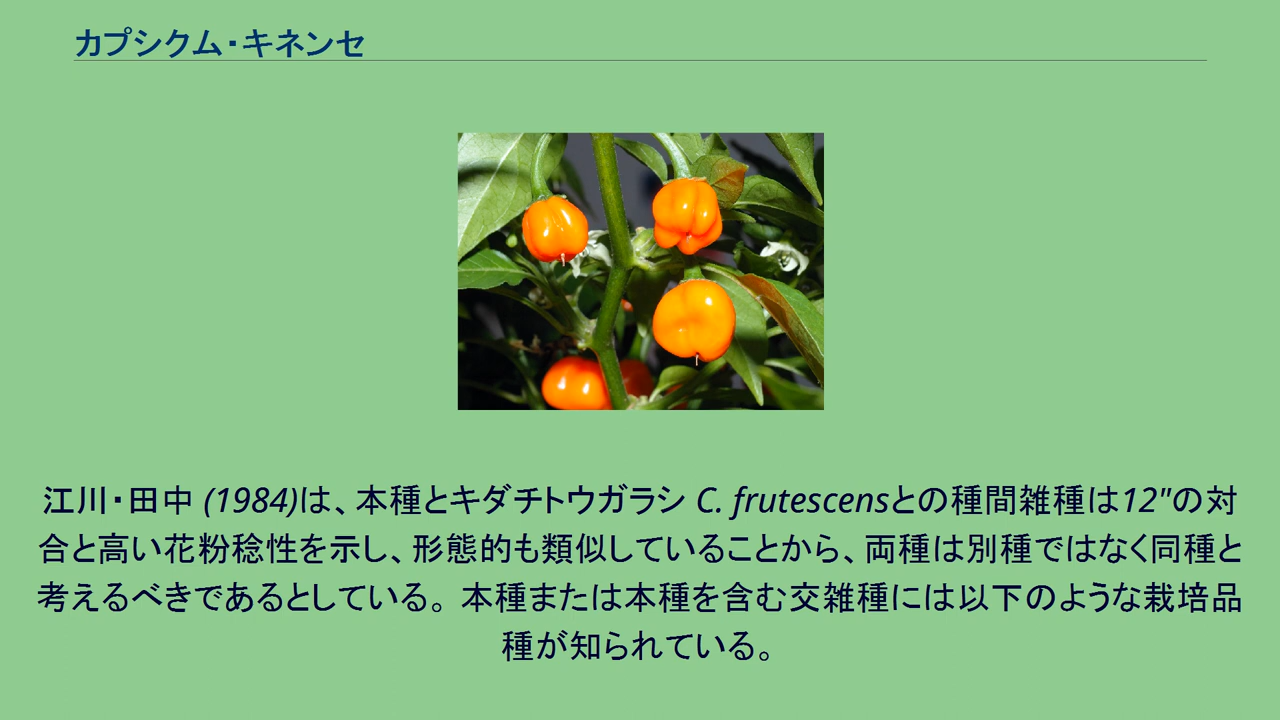 カプシクム・キネンセ
江川・田中 (1984)は、本種とキダチトウガラシ C. frutescensとの種間雑種は12″の対
合と高い花粉稔性を示し、形態的も類似していることから、両種は別種ではなく同種と
考えるべきであるとしている。本種または本種を含む交雑種には以下のような栽培品
種が知られている。